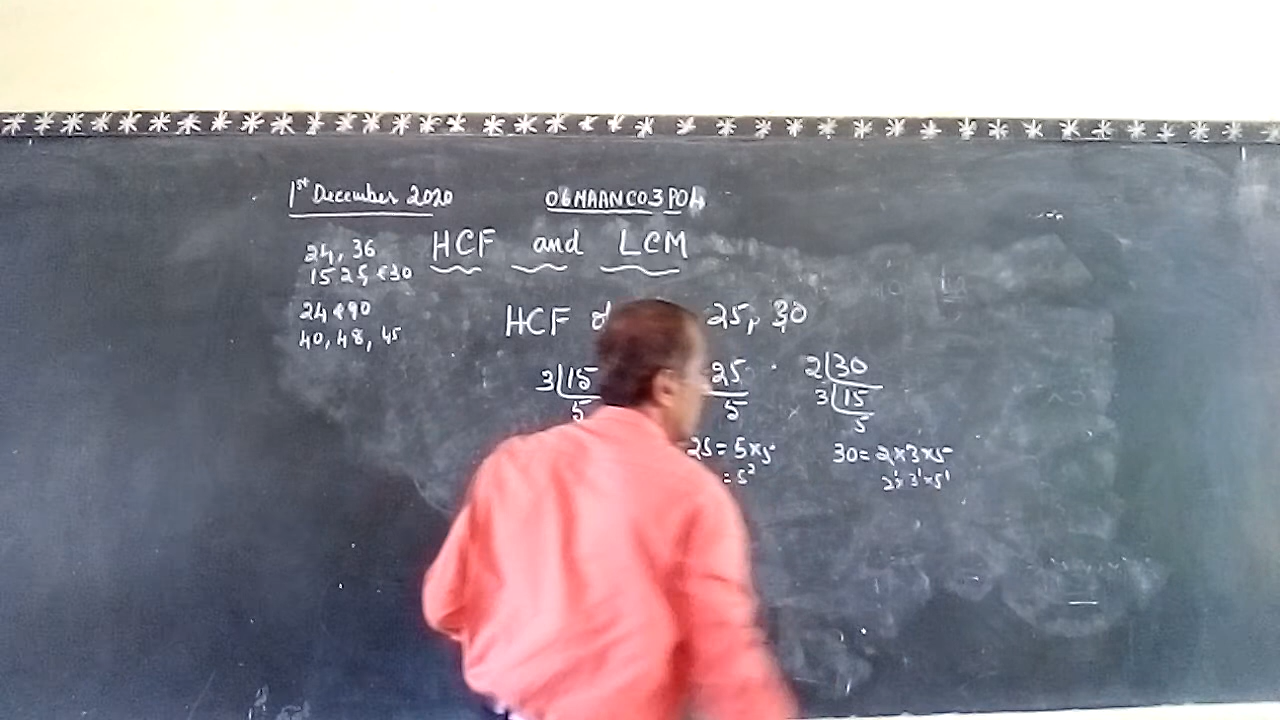 1st December 2020 06MAANC03P04
HCF and LCM
24, 36
15 25, & 30
24 & 90
40, 48, 45
HCF 25, 30
3 15 25 2 30
5 5 3 15
5
25 = 5 × 5 30 = 2 × 3 × 5
= 5² 2¹ × 3¹ × 5¹